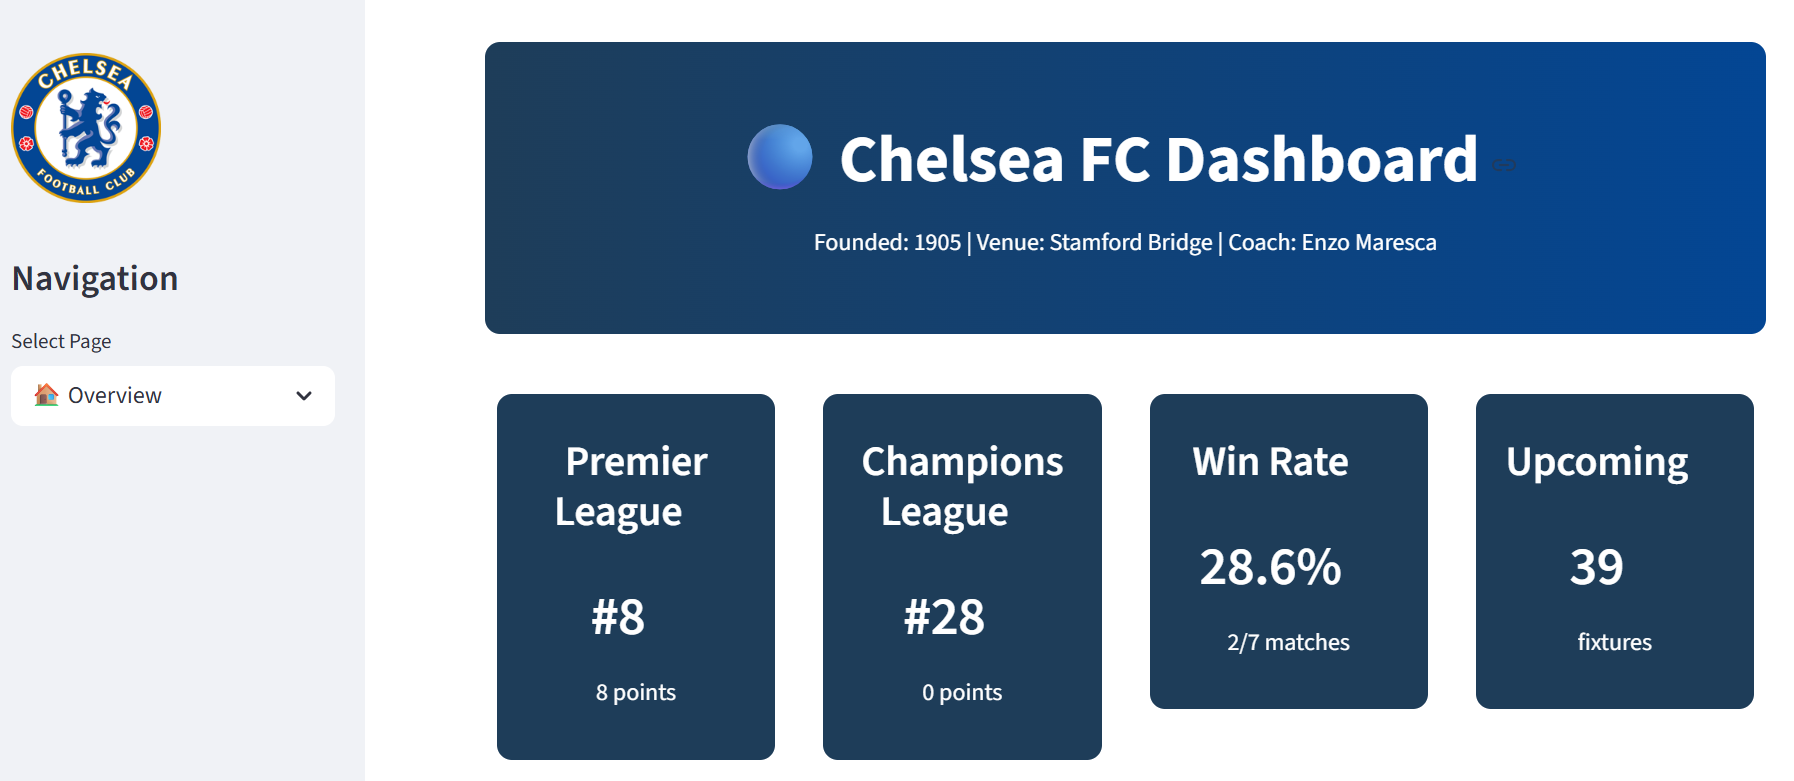 CHELSEA
FOOTBALL CLUB
Navigation
Select Page
Overview
Chelsea FC Dashboard
Founded: 1905 | Venue: Stamford Bridge | Coach: Enzo Maresca
Premier
League
#8
8 points
Champions
League
#28
0 points
Win Rate
28.6%
2/7 matches
Upcoming
39
fixtures